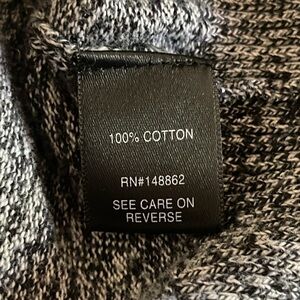 100% COTTON
RN#148862
SEE CARE ON
REVERSE